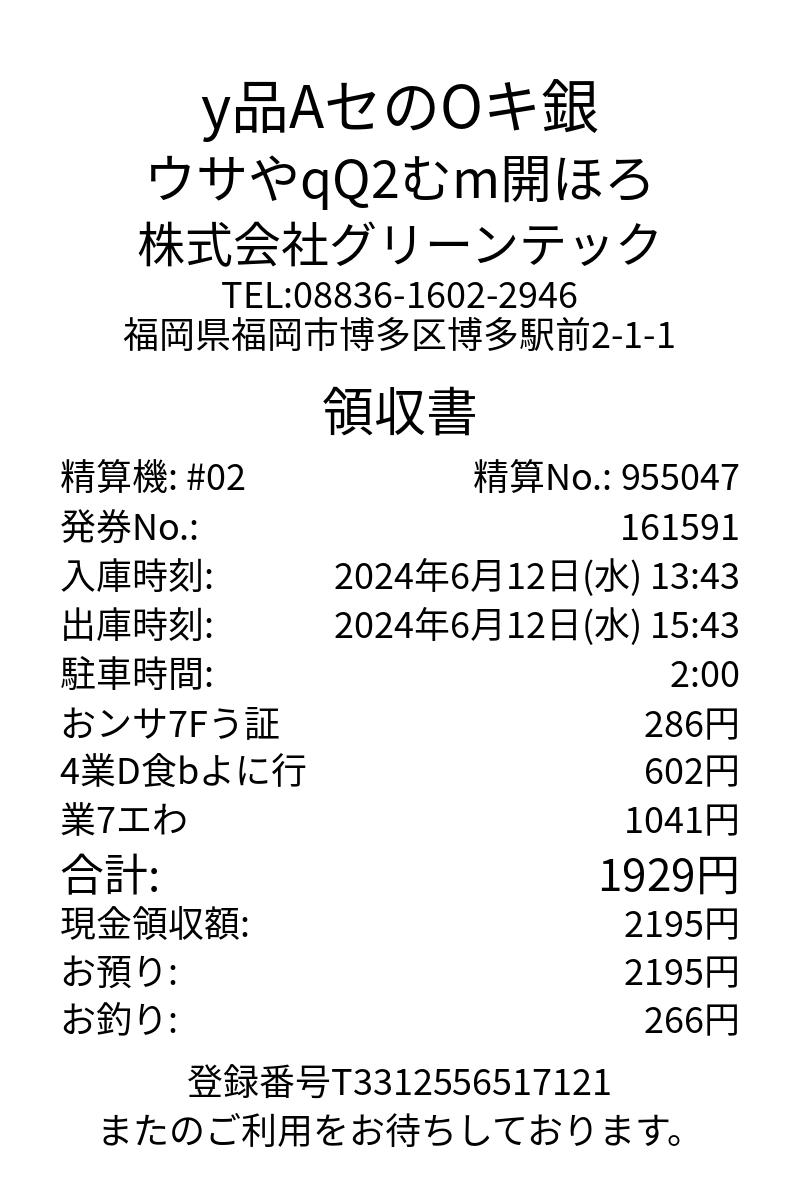 y品AセのOキ銀
ウサやqQ2むm開ほろ
株式会社グリーンテック
TEL:08836-1602-2946
福岡県福岡市博多区博多駅前2-1-1
領収書
精算機: #02 精算No.: 955047
発券No.: 161591
入庫時刻: 2024年6月12日(水) 13:43
出庫時刻: 2024年6月12日(水) 15:43
駐車時間: 2:00
おンサ7Fう証 286円
4業D食bよに行 602円
業7エわ 1041円
合計: 1929円
現金領収額: 2195円
お預り: 2195円
お釣り: 266円
登録番号T3312556517121
またのご利用をお待ちしております。